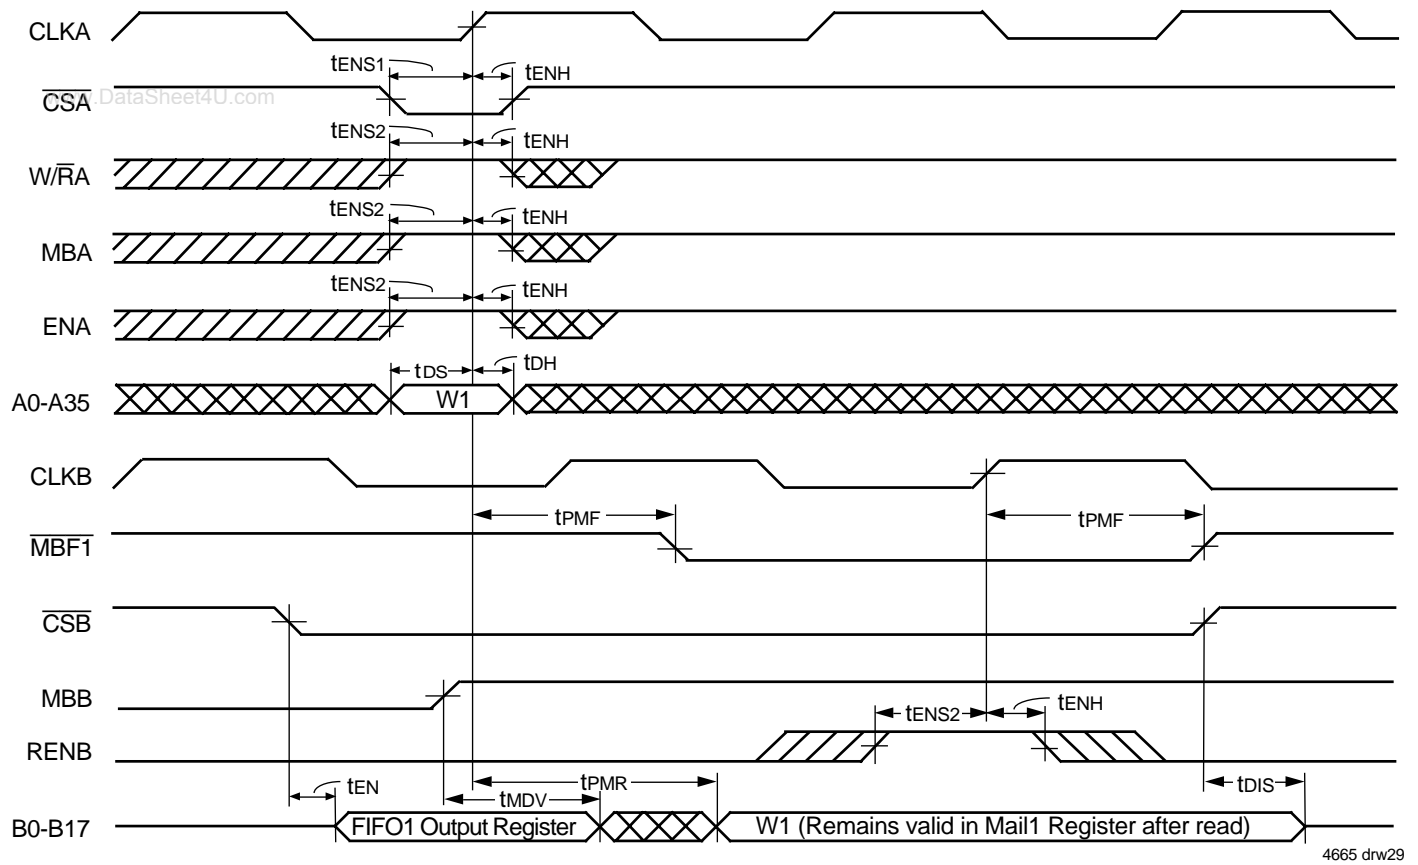 CLKA
tENS1
tENH
CSA
www.DataSheet4U.com
tENS2
tENH
W/RA
tENS2
tENH
MBA
tENS2
tENH
ENA
tDS
tDH
A0-A35
W1
CLKB
tPMF
tPMF
MBF1
CSB
MBB
tENS2
tENH
RENB
tEN
tPMR
tMDV
tDIS
B0-B17
FIFO1 Output Register
W1 (Remains valid in Mail1 Register after read)
4665 drw29